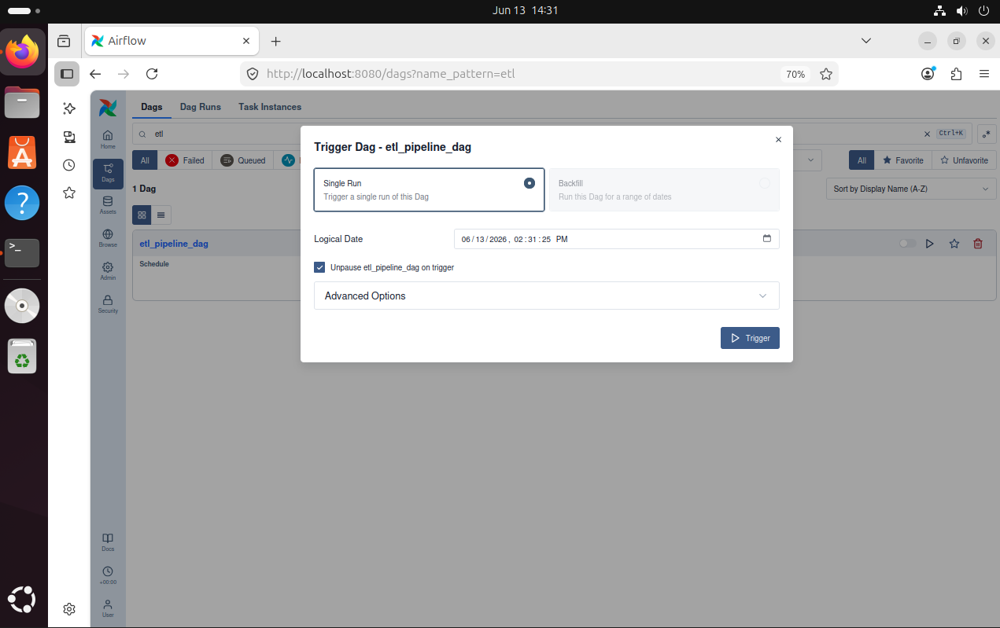 Jun 13 14:31
Airflow
http://localhost:8080/dags?name_pattern=etl
70%
Dags
Dag Runs
Task Instances
Home
etl
Ctrl+K
Trigger Dag - etl_pipeline_dag
All
Failed
Queued
All
Favorite
Unfavorite
Dags
Single Run
Trigger a single run of this Dag
Backfill
Run this Dag for a range of dates
1 Dag
Sort by Display Name (A-Z)
Assets
Browse
Logical Date
06/13/2026, 02:31:25 PM
etl_pipeline_dag
Schedule
Unpause etl_pipeline_dag on trigger
Admin
Advanced Options
Security
Trigger
Docs
+00:00
User